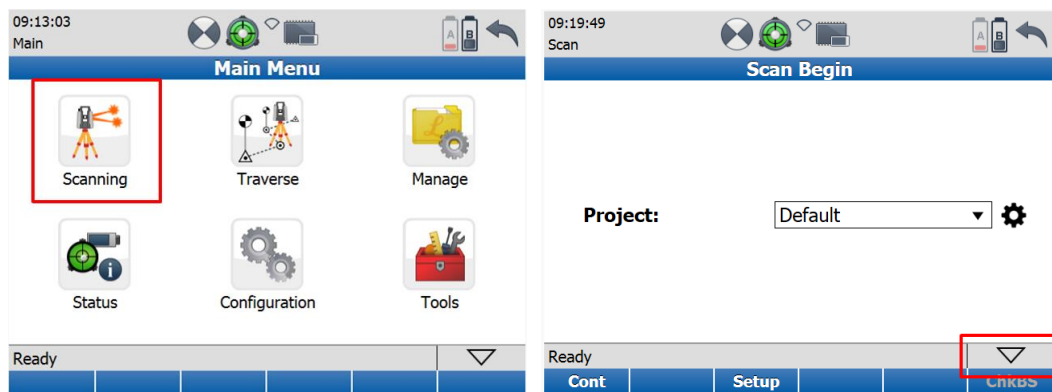 09:13:03
Main
A
B
Main Menu
Scanning
Traverse
Manage
Status
Configuration
Tools
Ready
09:19:49
Scan
A
B
Scan Begin
Project:
Default
Ready
Cont
Setup
ChkBS